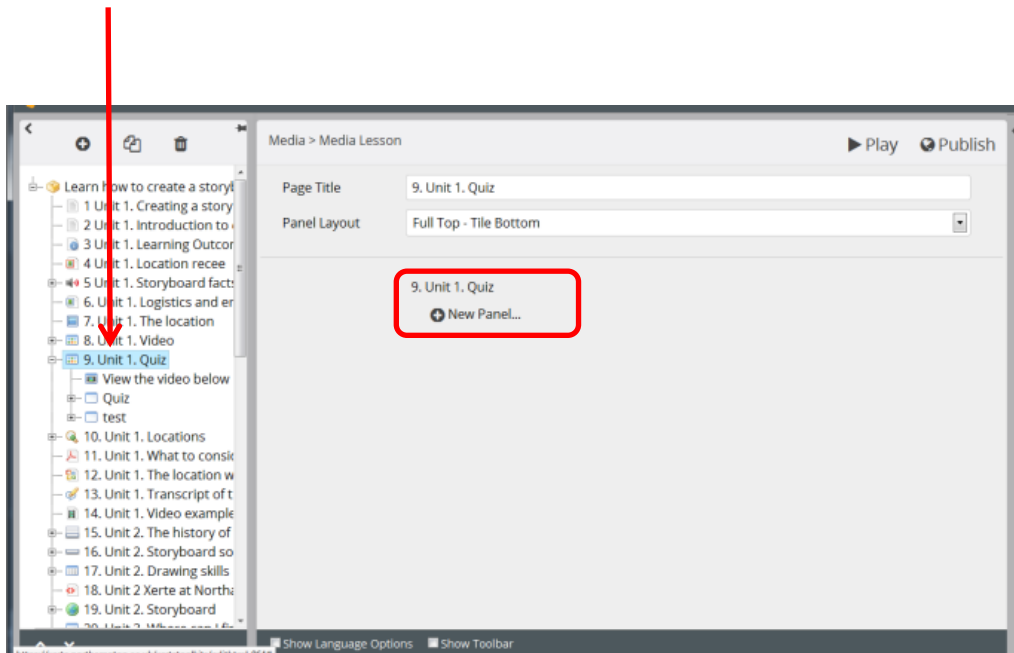 Media > Media Lesson
Play
Publish
Learn how to create a storyb
1 Unit 1. Creating a story
2 Unit 1. Introduction to
3 Unit 1. Learning Outcor
4 Unit 1. Location recee
5 Unit 1. Storyboard facts
6. Unit 1. Logistics and er
7. Unit 1. The location
8. Unit 1. Video
9. Unit 1. Quiz
View the video below
Quiz
test
10. Unit 1. Locations
11. Unit 1. What to consid
12. Unit 1. The location w
13. Unit 1. Transcript of t
14. Unit 1. Video example
15. Unit 2. The history of
16. Unit 2. Storyboard so
17. Unit 2. Drawing skills
18. Unit 2 Xerte at Northa
19. Unit 2. Storyboard
Page Title
9. Unit 1. Quiz
Panel Layout
Full Top - Tile Bottom
9. Unit 1. Quiz
New Panel...
Show Language Options
Show Toolbar